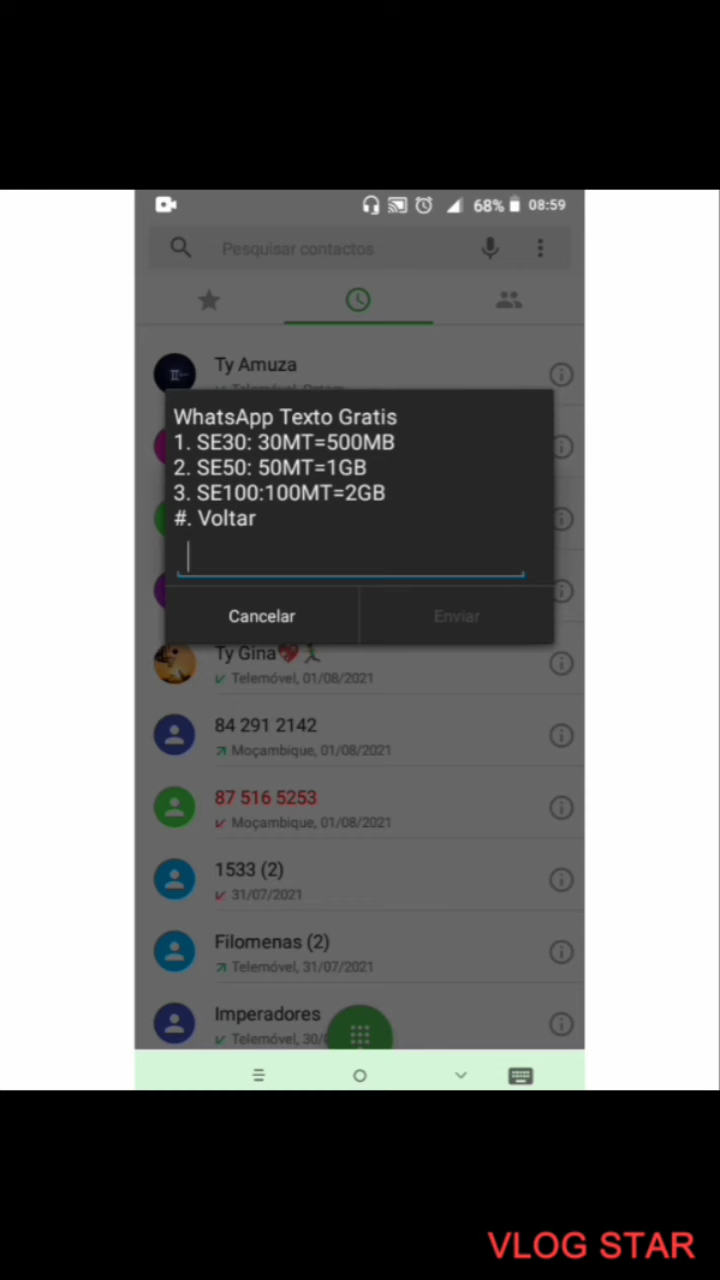 68% 08:59
Pesquisar contactos
Ty Amuza
WhatsApp Texto Gratis
1. SE30: 30MT=500MB
2. SE50: 50MT=1GB
3. SE100:100MT=2GB
#. Voltar
Cancelar Enviar
Ty Gina
Telemóvel, 01/08/2021
84 291 2142
Moçambique, 01/08/2021
87 516 5253
Moçambique, 01/08/2021
1533 (2)
31/07/2021
Filomenas (2)
Telemóvel, 31/07/2021
Imperadores
Telemóvel, 30/
VLOG STAR